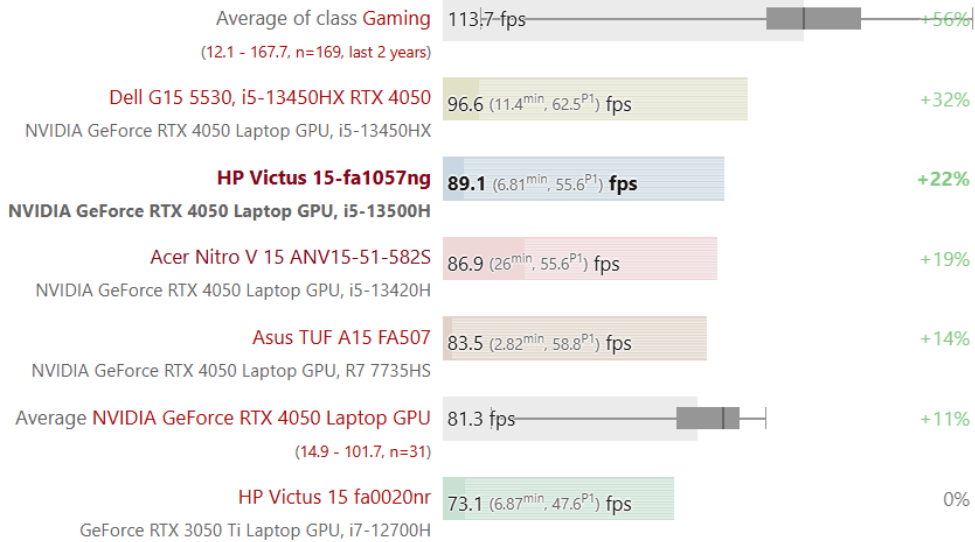 Average of class Gaming 113.7 fps +56%
(12.1 - 167.7, n=169, last 2 years)
Dell G15 5530, i5-13450HX RTX 4050 96.6 (11.4min, 62.5P1) fps +32%
NVIDIA GeForce RTX 4050 Laptop GPU, i5-13450HX
HP Victus 15-fa1057ng 89.1 (6.81min, 55.6P1) fps +22%
NVIDIA GeForce RTX 4050 Laptop GPU, i5-13500H
Acer Nitro V 15 ANV15-51-582S 86.9 (26min, 55.6P1) fps +19%
NVIDIA GeForce RTX 4050 Laptop GPU, i5-13420H
Asus TUF A15 FA507 83.5 (2.82min, 58.8P1) fps +14%
NVIDIA GeForce RTX 4050 Laptop GPU, R7 7735HS
Average NVIDIA GeForce RTX 4050 Laptop GPU 81.3 fps +11%
(14.9 - 101.7, n=31)
HP Victus 15 fa0020nr 73.1 (6.87min, 47.6P1) fps 0%
GeForce RTX 3050 Ti Laptop GPU, i7-12700H